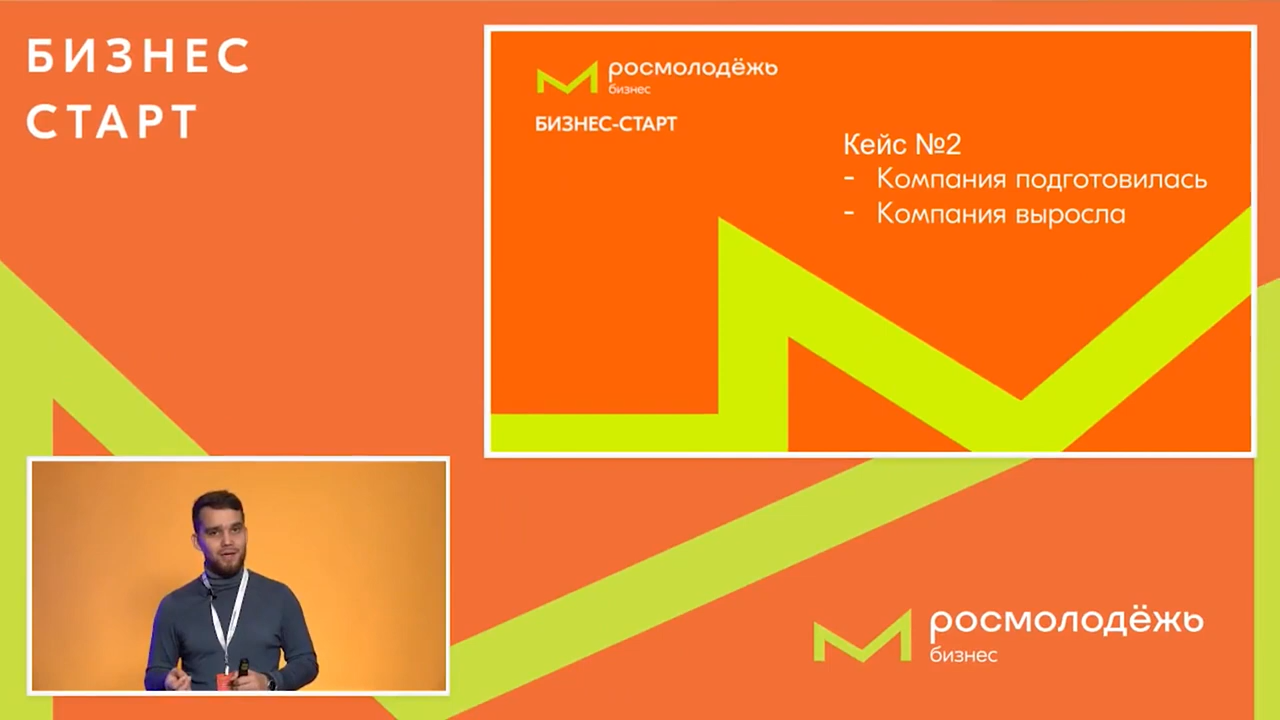 БИЗНЕС
СТАРТ
росмолодёжь
бизнес
БИЗНЕС-СТАРТ
Кейс №2
- Компания подготовилась
- Компания выросла
росмолодёжь
бизнес